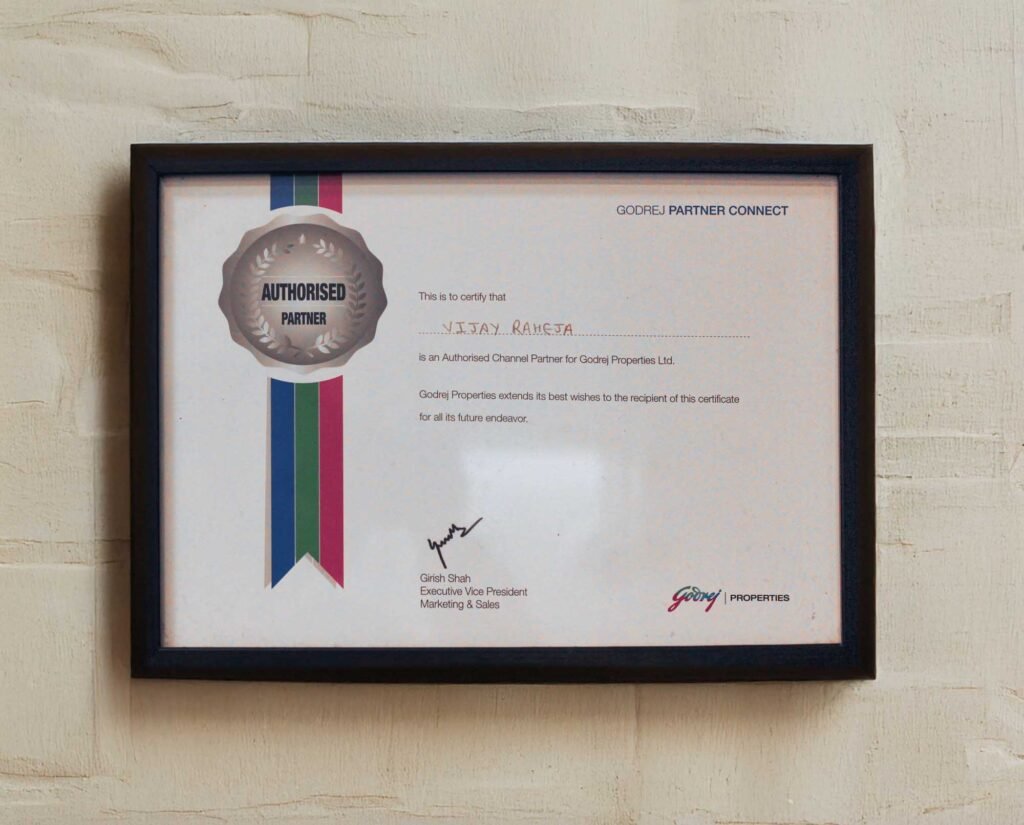 GODREJ PARTNER CONNECT
AUTHORISED
PARTNER
This is to certify that
VIJAY RAHEJA
is an Authorised Channel Partner for Godrej Properties Ltd.
Godrej Properties extends its best wishes to the recipient of this certificate
for all its future endeavor.
Girish Shah
Executive Vice President
Marketing & Sales
Godrej | PROPERTIES